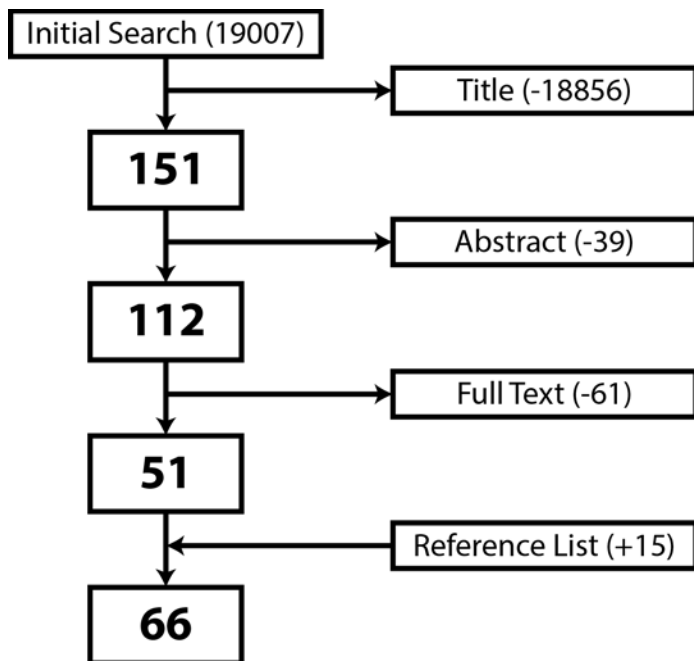 Initial Search (19007)
Title (-18856)
151
Abstract (-39)
112
Full Text (-61)
51
Reference List (+15)
66